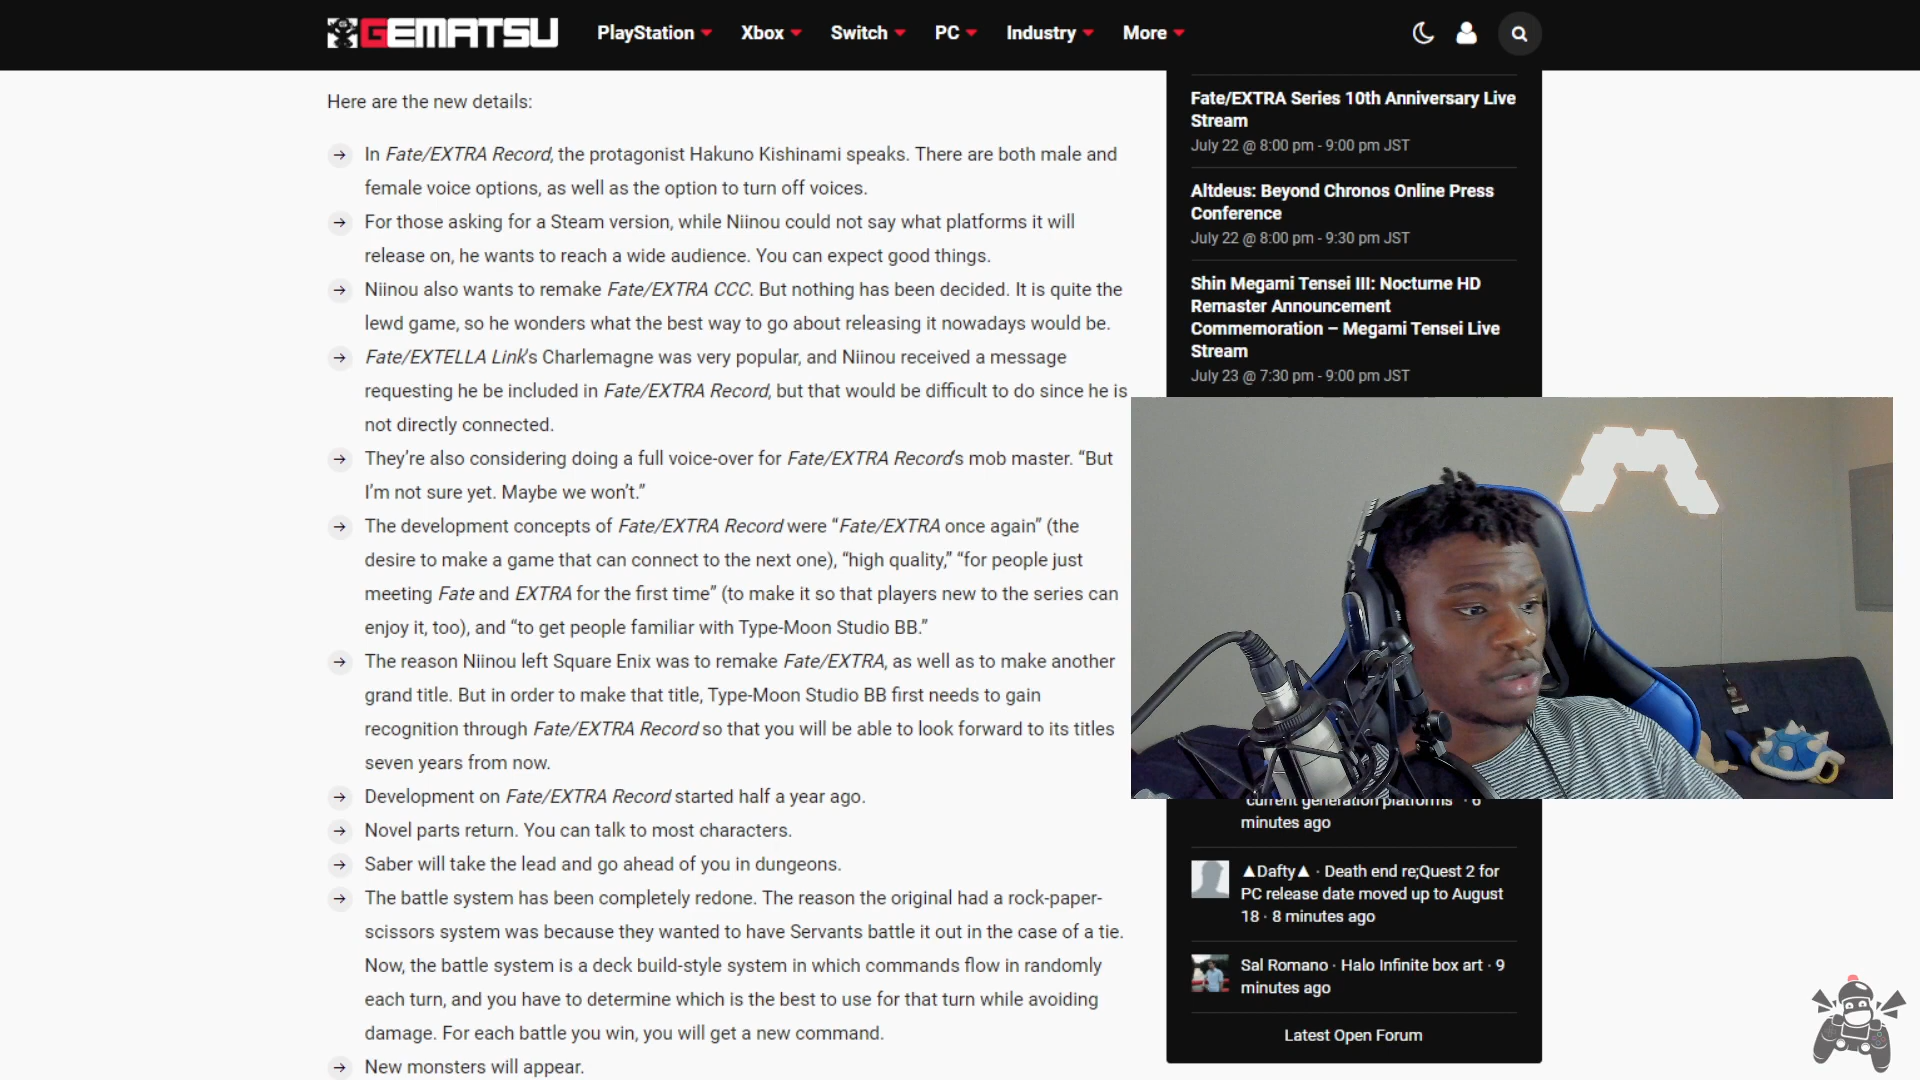 GEMATSU PlayStation Xbox Switch PC Industry More
Here are the new details:
In Fate/EXTRA Record, the protagonist Hakuno Kishinami speaks. There are both male and
female voice options, as well as the option to turn off voices.
For those asking for a Steam version, while Niinou could not say what platforms it will
release on, he wants to reach a wide audience. You can expect good things.
Niinou also wants to remake Fate/EXTRA CCC. But nothing has been decided. It is quite the
lewd game, so he wonders what the best way to go about releasing it nowadays would be.
Fate/EXTELLA Link's Charlemagne was very popular, and Niinou received a message
requesting he be included in Fate/EXTRA Record, but that would be difficult to do since he is
not directly connected.
They’re also considering doing a full voice-over for Fate/EXTRA Record's mob master. “But
I’m not sure yet. Maybe we won’t.”
The development concepts of Fate/EXTRA Record were “Fate/EXTRA once again” (the
desire to make a game that can connect to the next one), “high quality,” “for people just
meeting Fate and EXTRA for the first time” (to make it so that players new to the series can
enjoy it, too), and “to get people familiar with Type-Moon Studio BB.”
The reason Niinou left Square Enix was to remake Fate/EXTRA, as well as to make another
grand title. But in order to make that title, Type-Moon Studio BB first needs to gain
recognition through Fate/EXTRA Record so that you will be able to look forward to its titles
seven years from now.
Development on Fate/EXTRA Record started half a year ago.
Novel parts return. You can talk to most characters.
Saber will take the lead and go ahead of you in dungeons.
The battle system has been completely redone. The reason the original had a rock-paper-
scissors system was because they wanted to have Servants battle it out in the case of a tie.
Now, the battle system is a deck build-style system in which commands flow in randomly
each turn, and you have to determine which is the best to use for that turn while avoiding
damage. For each battle you win, you will get a new command.
New monsters will appear.
Fate/EXTRA Series 10th Anniversary Live
Stream
July 22 @ 8:00 pm - 9:00 pm JST
Altdeus: Beyond Chronos Online Press
Conference
July 22 @ 8:00 pm - 9:30 pm JST
Shin Megami Tensei III: Nocturne HD
Remaster Announcement
Commemoration – Megami Tensei Live
Stream
July 23 @ 7:30 pm - 9:00 pm JST
current generation platforms · 6
minutes ago
▲Dafty▲ · Death end re;Quest 2 for
PC release date moved up to August
18 · 8 minutes ago
Sal Romano · Halo Infinite box art · 9
minutes ago
Latest Open Forum